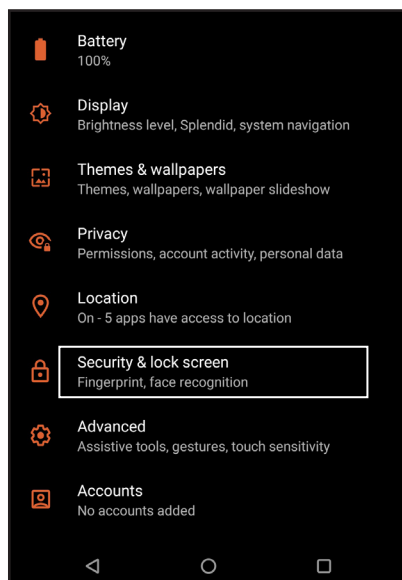 Battery
100%
Display
Brightness level, Splendid, system navigation
Themes & wallpapers
Themes, wallpapers, wallpaper slideshow
Privacy
Permissions, account activity, personal data
Location
On - 5 apps have access to location
Security & lock screen
Fingerprint, face recognition
Advanced
Assistive tools, gestures, touch sensitivity
Accounts
No accounts added